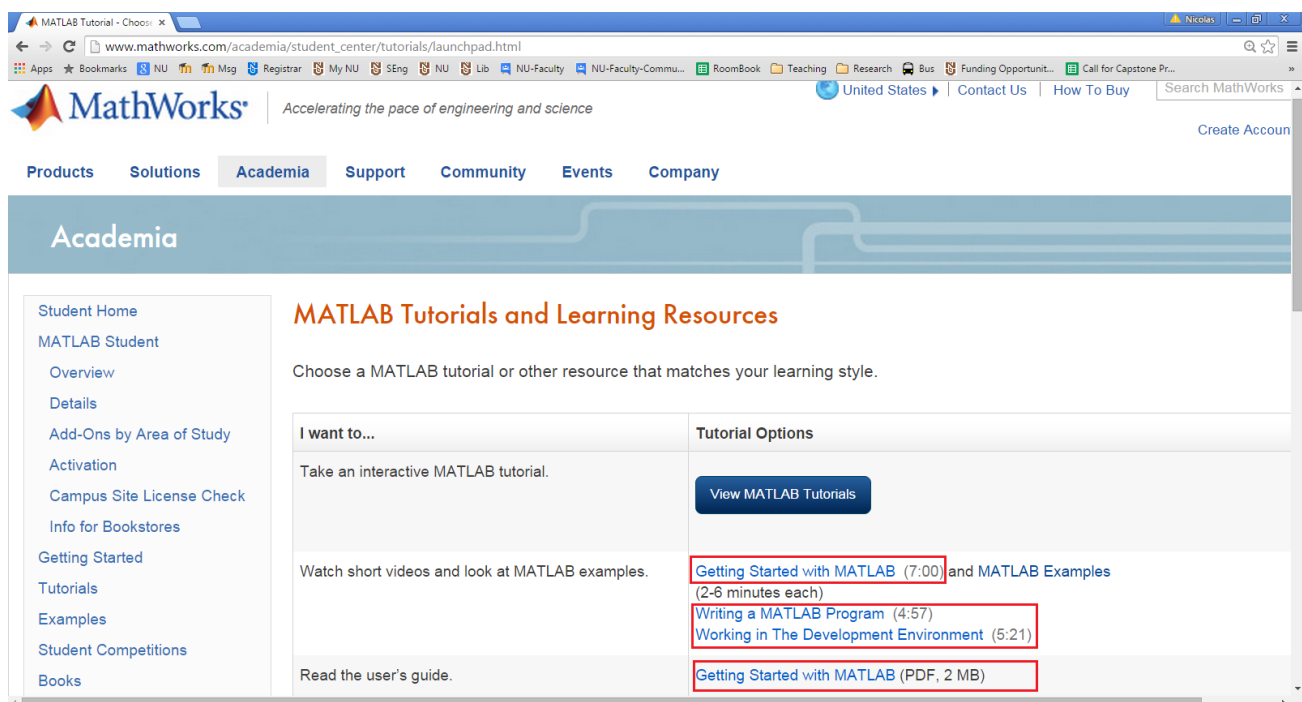 MATLAB Tutorial - Choose
Nicolas
www.mathworks.com/academia/student_center/tutorials/launchpad.html
Apps Bookmarks NU Msg Registrar My NU SEng NU Lib NU-Faculty NU-Faculty-Commu... RoomBook Teaching Research Bus Funding Opportunit... Call for Capstone Pr... »
MathWorks® Accelerating the pace of engineering and science
United States | Contact Us | How To Buy Search MathWorks
Create Accoun
Products Solutions Academia Support Community Events Company
Academia
Student Home
MATLAB Student
Overview
Details
Add-Ons by Area of Study
Activation
Campus Site License Check
Info for Bookstores
Getting Started
Tutorials
Examples
Student Competitions
Books
MATLAB Tutorials and Learning Resources
Choose a MATLAB tutorial or other resource that matches your learning style.
I want to... Tutorial Options
Take an interactive MATLAB tutorial. View MATLAB Tutorials
Watch short videos and look at MATLAB examples. Getting Started with MATLAB (7:00) and MATLAB Examples
(2-6 minutes each)
Writing a MATLAB Program (4:57)
Working in The Development Environment (5:21)
Read the user's guide. Getting Started with MATLAB (PDF, 2 MB)